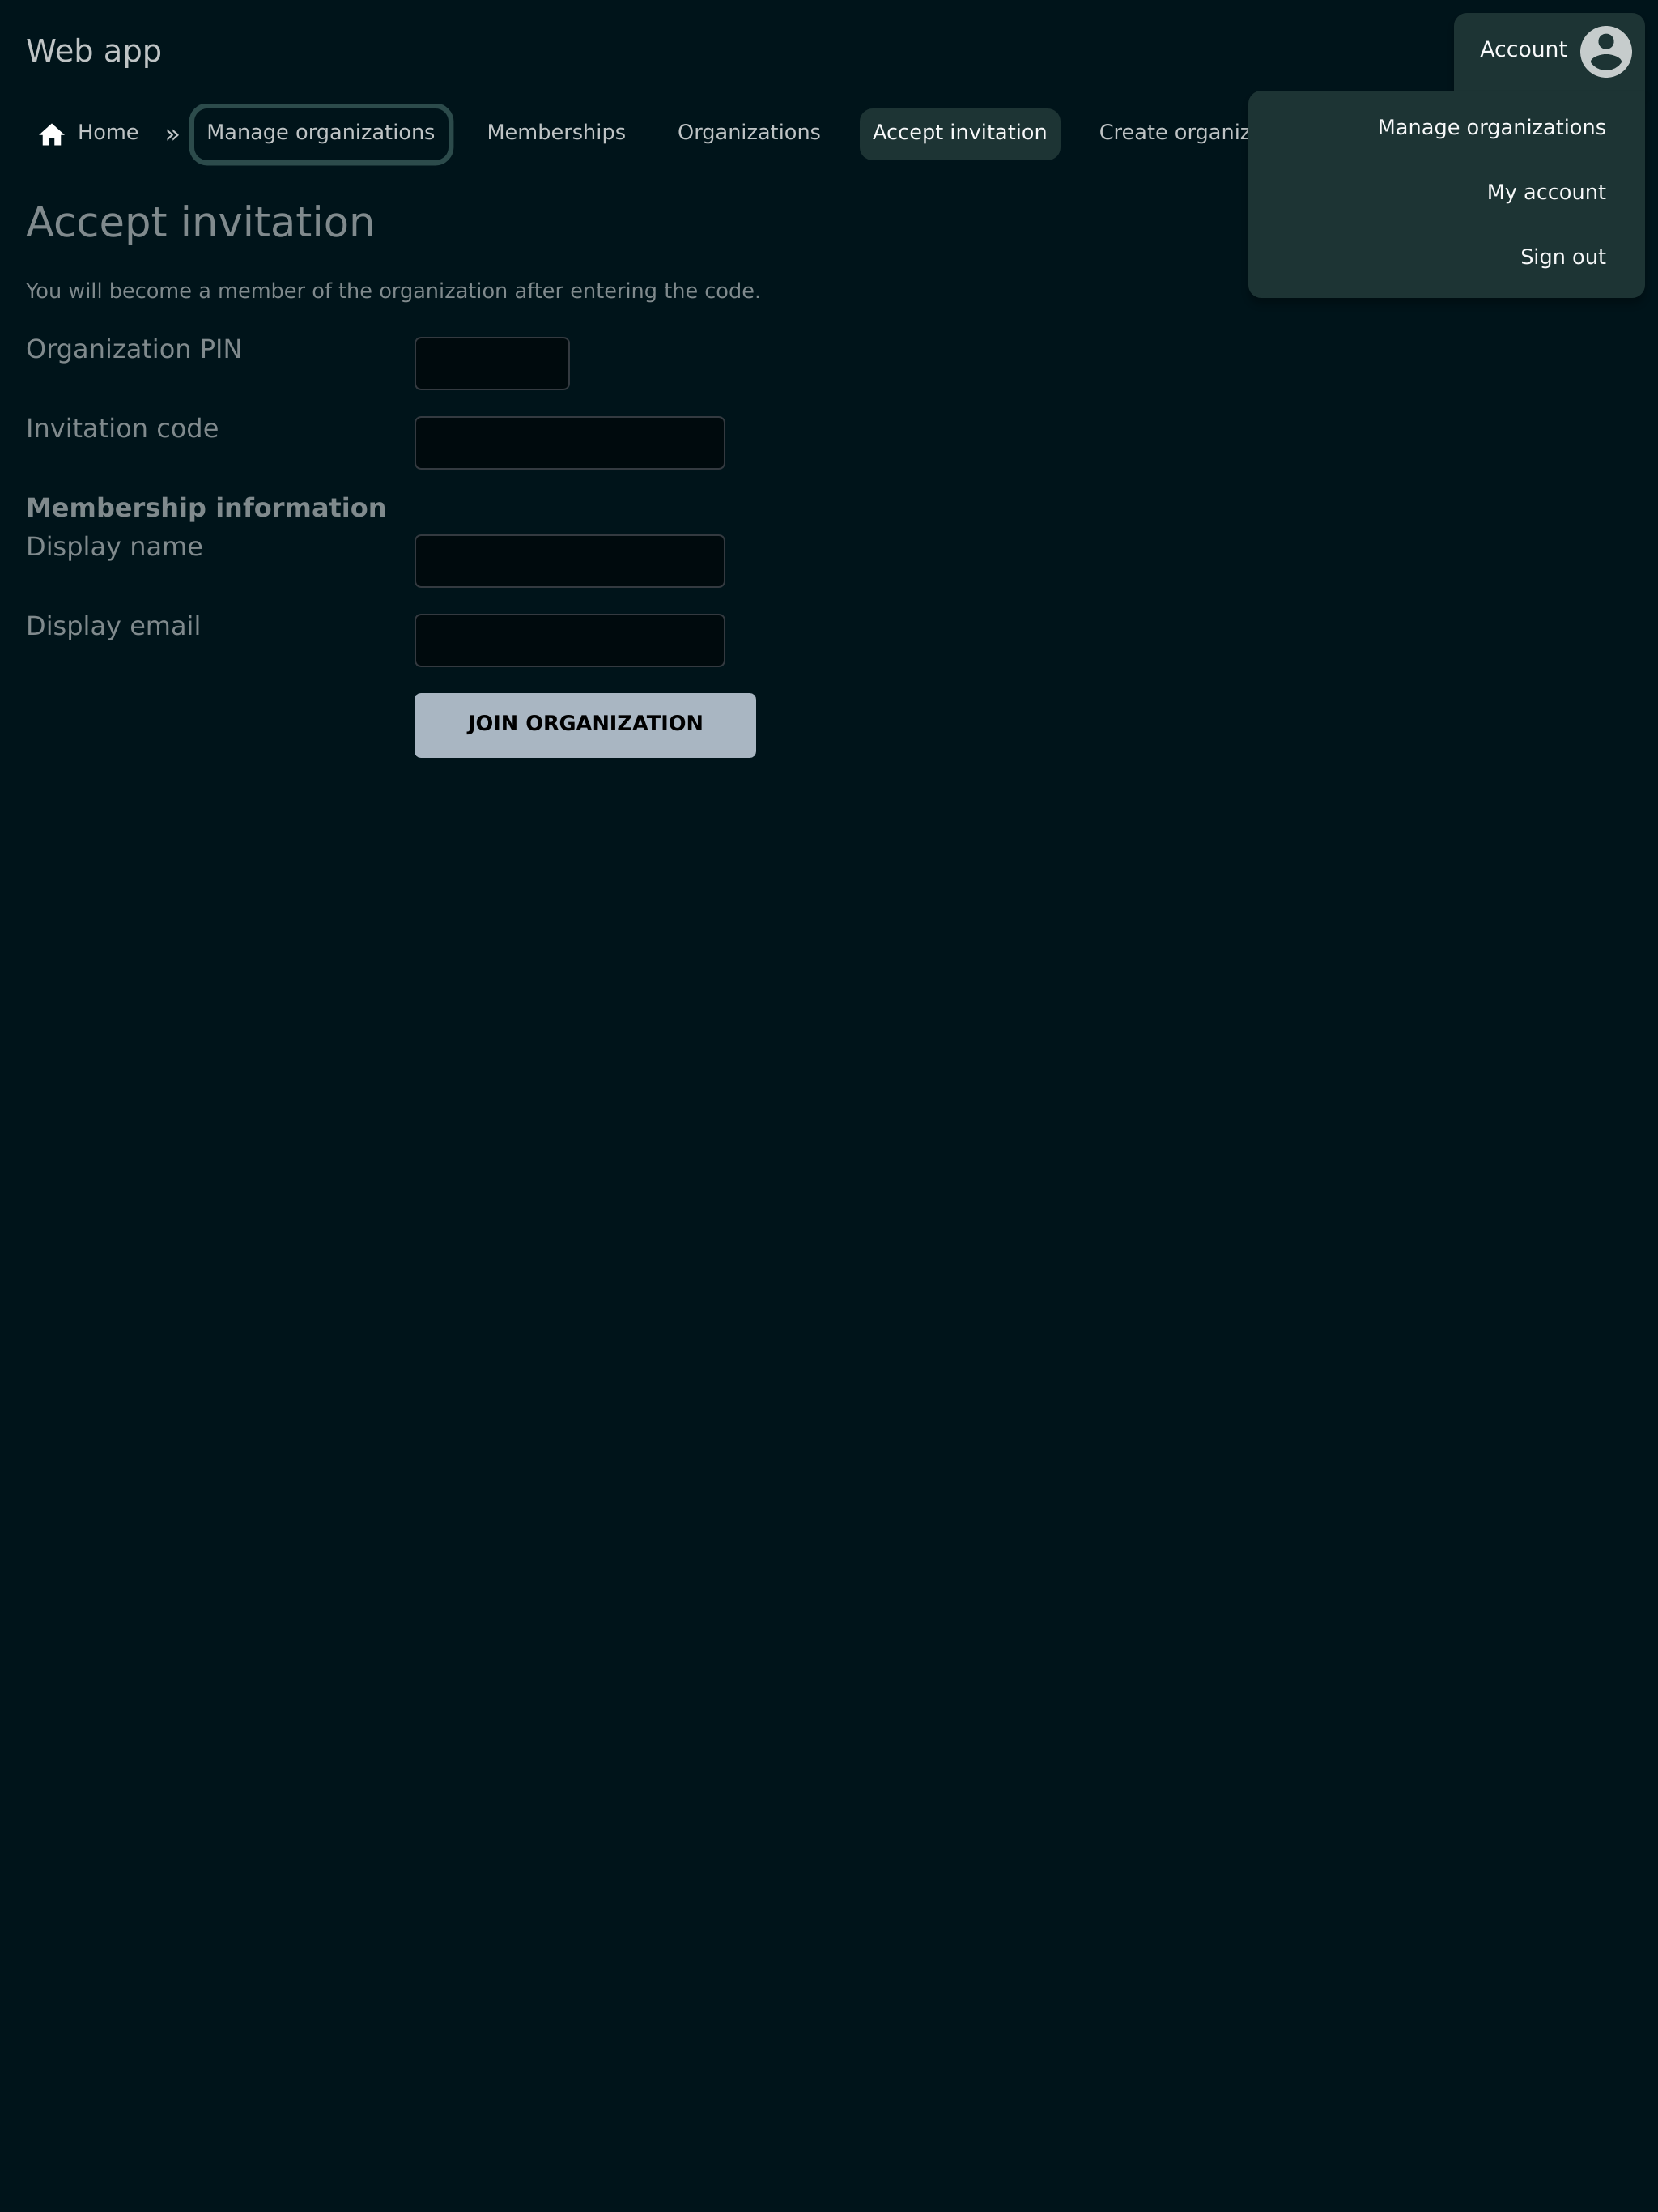 Web app
Account
Home » Manage organizations Memberships Organizations Accept invitation Create organiz
Manage organizations
My account
Sign out
Accept invitation
You will become a member of the organization after entering the code.
Organization PIN
Invitation code
Membership information
Display name
Display email
JOIN ORGANIZATION